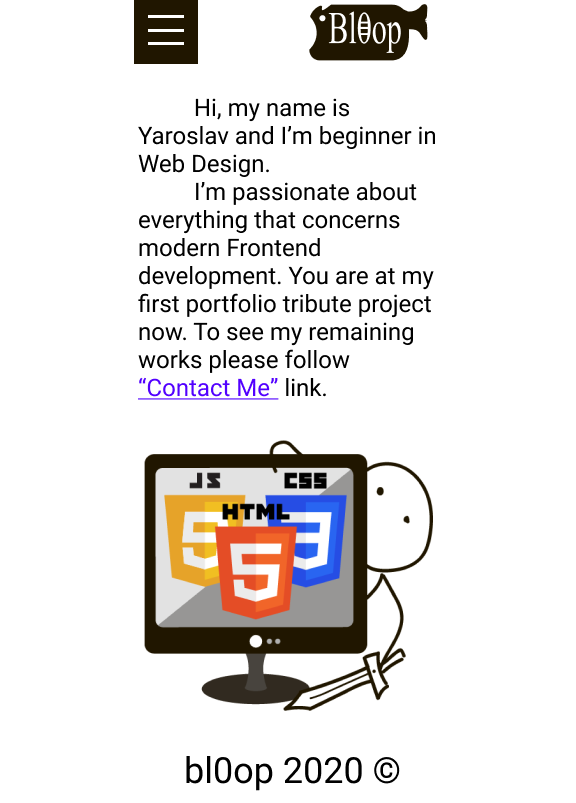 Bl0op
Hi, my name is
Yaroslav and I’m beginner in
Web Design.
I’m passionate about
everything that concerns
modern Frontend
development. You are at my
first portfolio tribute project
now. To see my remaining
works please follow
“Contact Me” link.
JS CSS
HTML
5 5 3
bl0op 2020 ©